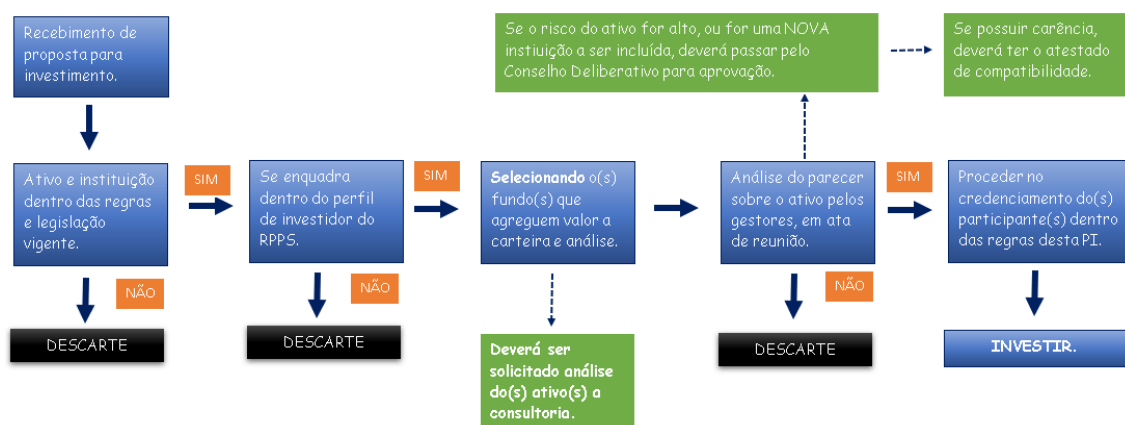 Recebimento de
proposta para
investimento.
Se o risco do ativo for alto, ou for uma NOVA
instiuição a ser incluída, deverá passar pelo
Conselho Deliberativo para aprovação.
Se possuir carência,
deverá ter o atestado
de compatibilidade.
Ativo e instituição
dentro das regras
e legislação
vigente.
SIM
Se enquadra
dentro do perfil
de investidor do
RPPS.
SIM
Selecionando o(s)
fundo(s) que
agreguem valor a
carteira e análise.
Análise do parecer
sobre o ativo pelos
gestores, em ata
de reunião.
SIM
Proceder no
credenciamento do(s)
participante(s) dentro
das regras desta PI.
NÃO
NÃO
NÃO
DESCARTE
DESCARTE
Deverá ser
solicitado análise
do(s) ativo(s) a
consultoria.
DESCARTE
INVESTIR.